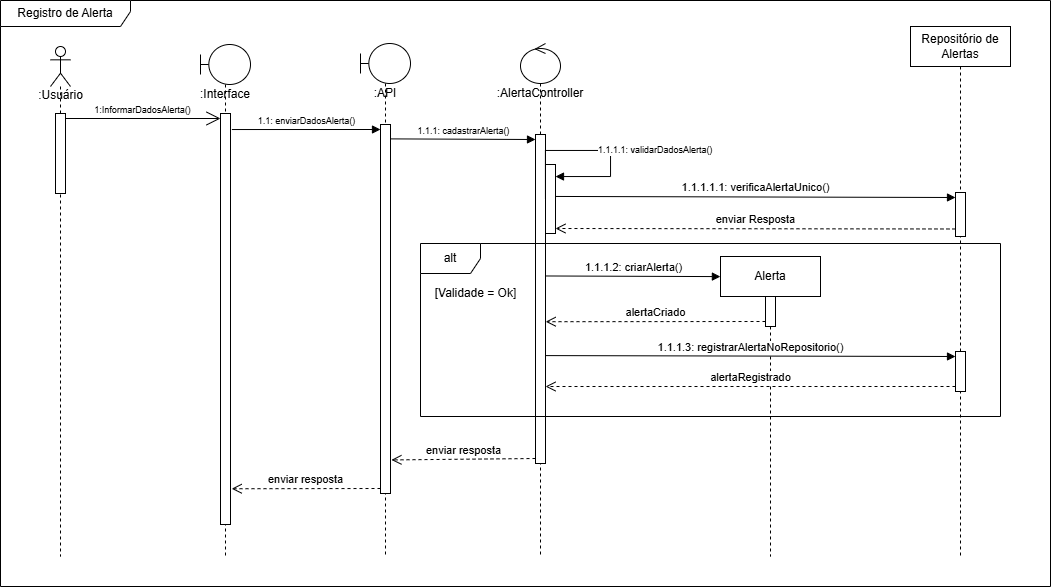 Registro de Alerta
Repositório de
Alertas
:Usuário
:Interface
:API
:AlertaController
1:InformarDadosAlerta()
1.1: enviarDadosAlerta()
1.1.1: cadastrarAlerta()
1.1.1.1: validarDadosAlerta()
1.1.1.1.1: verificaAlertaUnico()
enviar Resposta
alt
1.1.1.2: criarAlerta()
Alerta
[Validade = Ok]
alertaCriado
1.1.1.3: registrarAlertaNoRepositorio()
alertaRegistrado
enviar resposta
enviar resposta